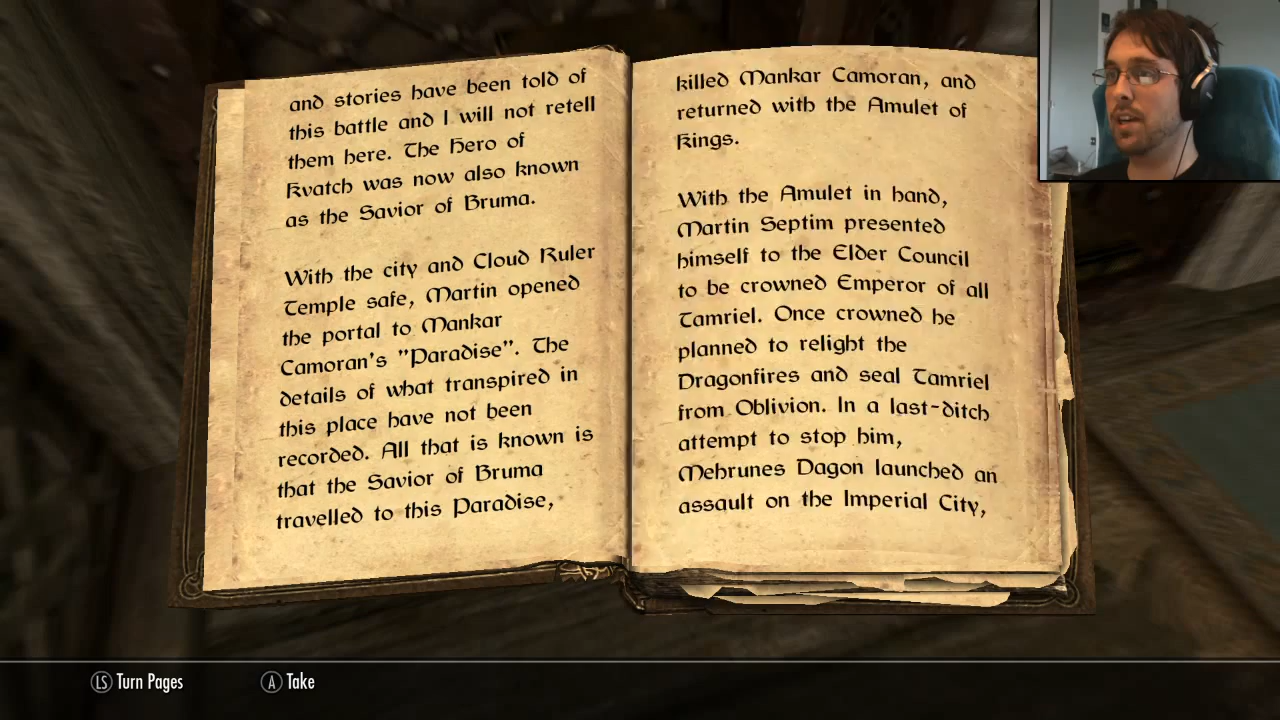 and stories have been told of
this battle and I will not retell
them here. The Hero of
Kvatch was now also known
as the Savior of Bruma.
With the city and Cloud Ruler
Temple safe, Martin opened
the portal to Mankar
Camoran's "Paradise". The
details of what transpired in
this place have not been
recorded. All that is known is
that the Savior of Bruma
travelled to this Paradise,
killed Mankar Camoran, and
returned with the Amulet of
Kings.
With the Amulet in hand,
Martin Septim presented
himself to the Elder Council
to be crowned Emperor of all
Tamriel. Once crowned he
planned to relight the
Dragonfires and seal Tamriel
from Oblivion. In a last-ditch
attempt to stop him,
Mehrunes Dagon launched an
assault on the Imperial City,
LS Turn Pages
A Take